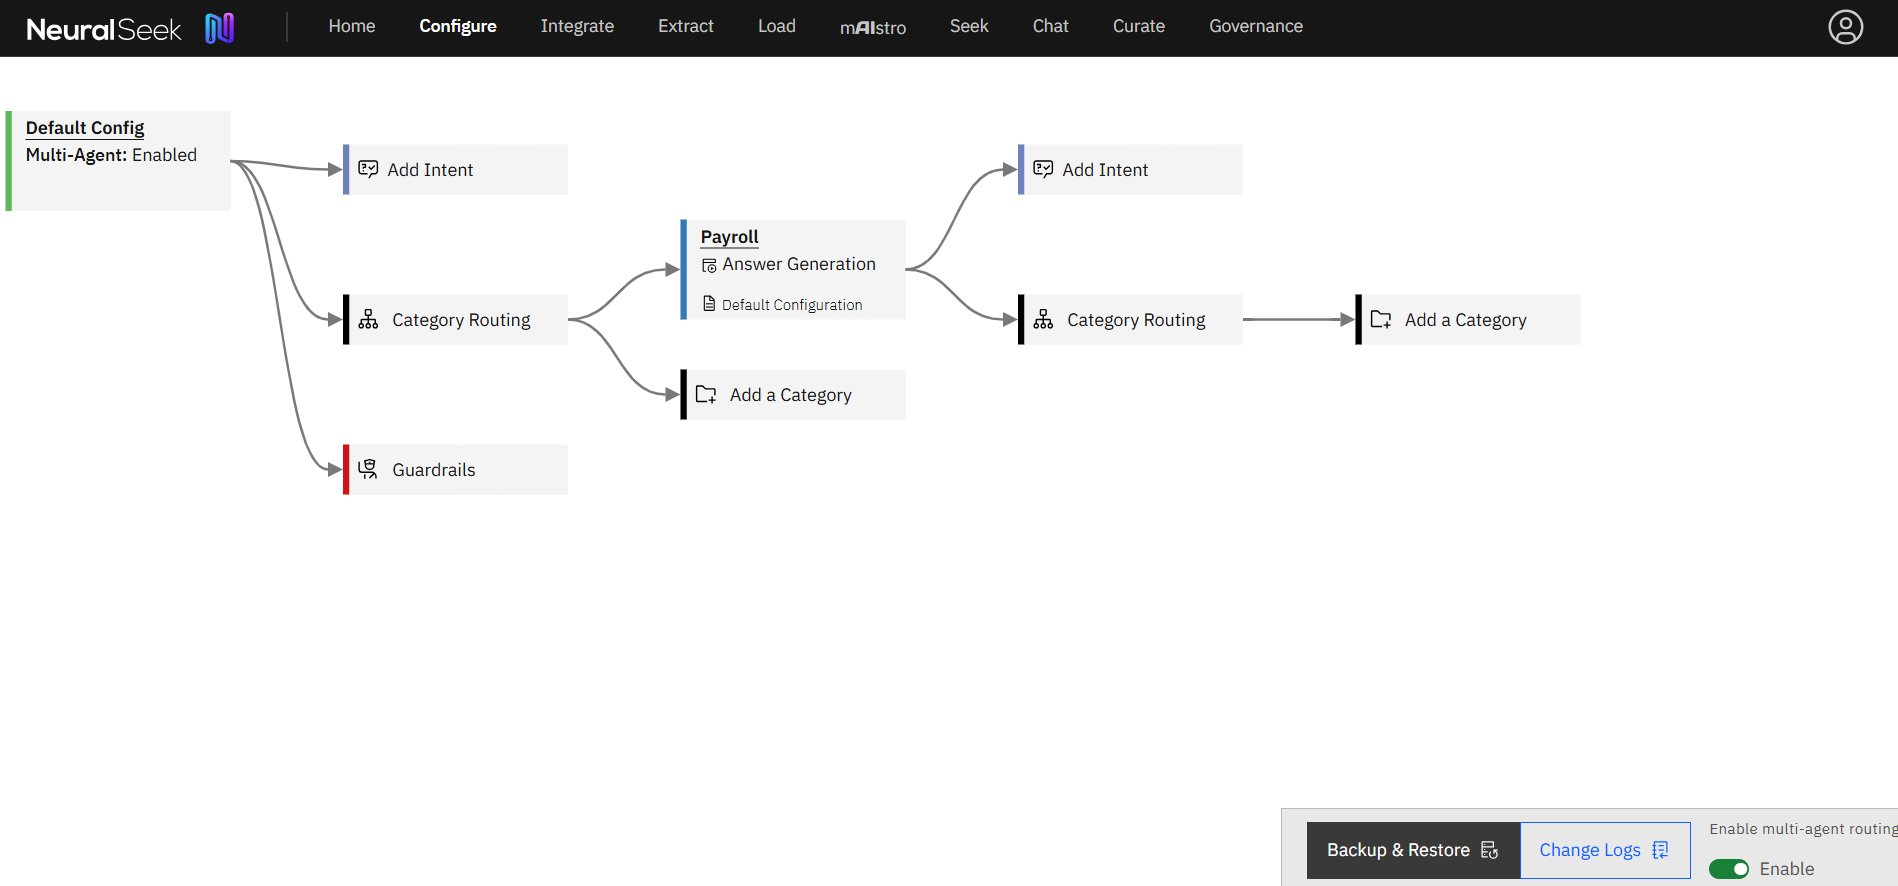 NeuralSeek
Home
Configure
Integrate
Extract
Load
mAIstro
Seek
Chat
Curate
Governance
Default Config
Multi-Agent: Enabled
Add Intent
Add Intent
Payroll
Answer Generation
Default Configuration
Category Routing
Category Routing
Add a Category
Add a Category
Guardrails
Backup & Restore
Change Logs
Enable multi-agent routing
Enable